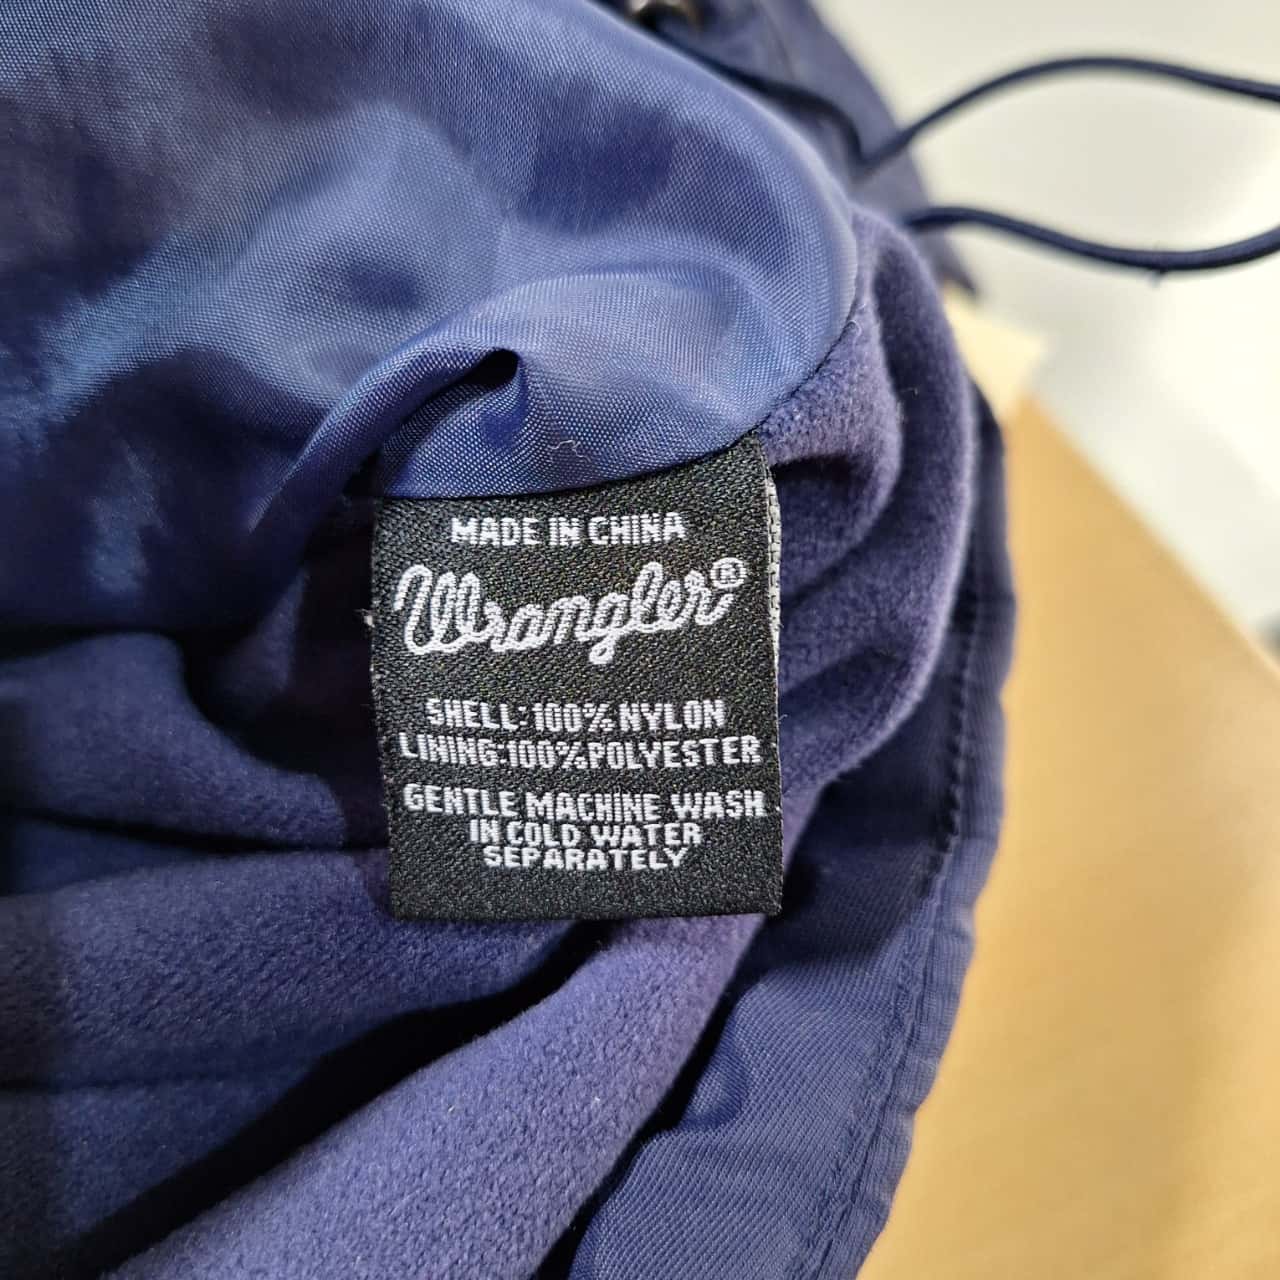 MADE IN CHINA
Wrangler®
SHELL: 100% NYLON
LINING:100%POLYESTER
GENTLE MACHINE WASH
IN COLD WATER
SEPARATELY